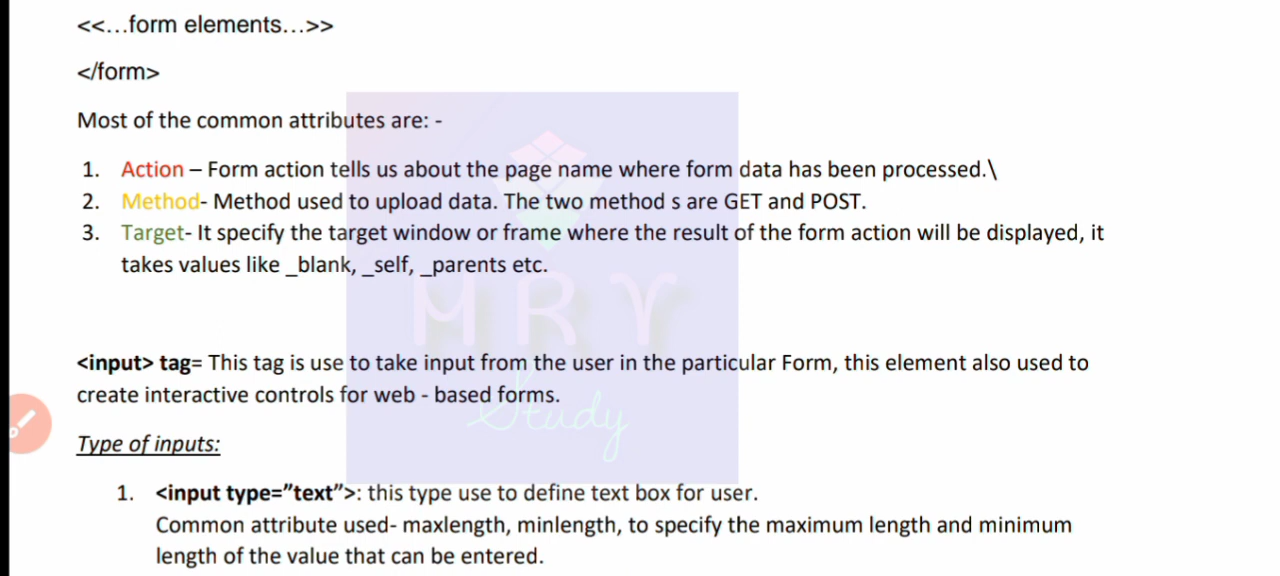 <<...form elements...>>
</form>
Most of the common attributes are: -
1. Action – Form action tells us about the page name where form data has been processed.\
2. Method- Method used to upload data. The two method s are GET and POST.
3. Target- It specify the target window or frame where the result of the form action will be displayed, it
takes values like _blank, _self, _parents etc.
MRY
<input> tag= This tag is use to take input from the user in the particular Form, this element also used to
create interactive controls for web - based forms.
Study
Type of inputs:
1. <input type=”text”>: this type use to define text box for user.
Common attribute used- maxlength, minlength, to specify the maximum length and minimum
length of the value that can be entered.